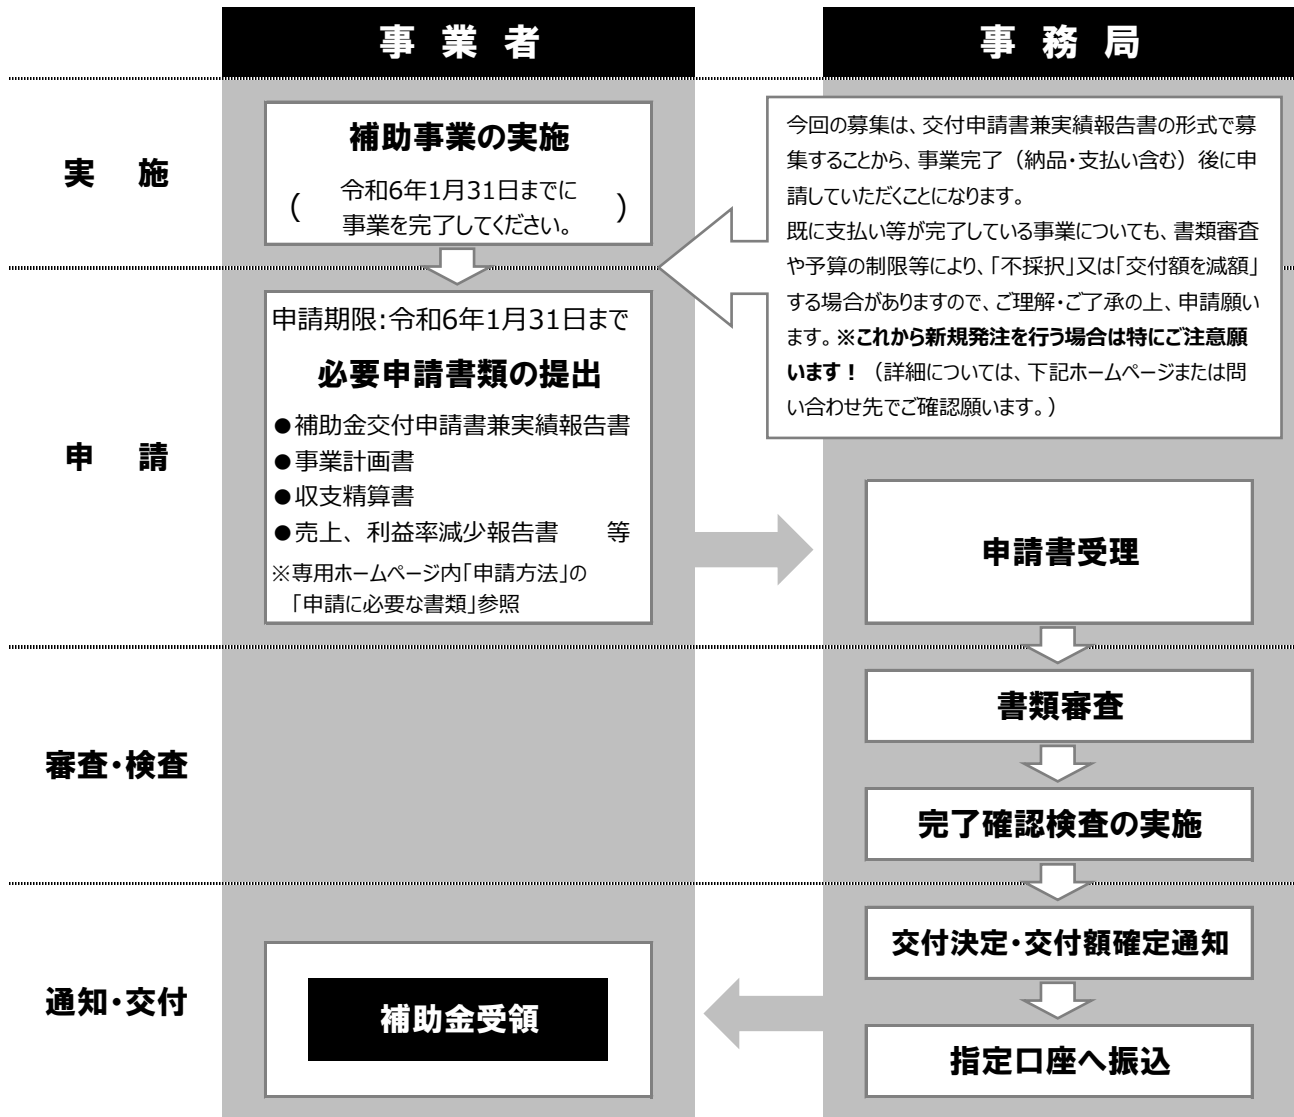 事業者
事務局
実施
補助事業の実施
（令和6年1月31日までに
事業を完了してください。）
今回の募集は、交付申請書兼実績報告書の形式で募
集することから、事業完了（納品・支払い含む）後に申
請していただくことになります。
既に支払い等が完了している事業についても、書類審査
や予算の制限等により、「不採択」又は「交付額を減額」
する場合がありますので、ご理解・ご了承の上、申請願い
ます。※これから新規発注を行う場合は特にご注意願
います！（詳細については、下記ホームページまたは問
い合わせ先でご確認願います。）
申請
申請期限：令和6年1月31日まで
必要申請書類の提出
●補助金交付申請書兼実績報告書
●事業計画書
●収支精算書
●売上、利益率減少報告書　等
※専用ホームページ内「申請方法」の
「申請に必要な書類」参照
申請書受理
審査・検査
書類審査
完了確認検査の実施
通知・交付
交付決定・交付額確定通知
指定口座へ振込
補助金受領